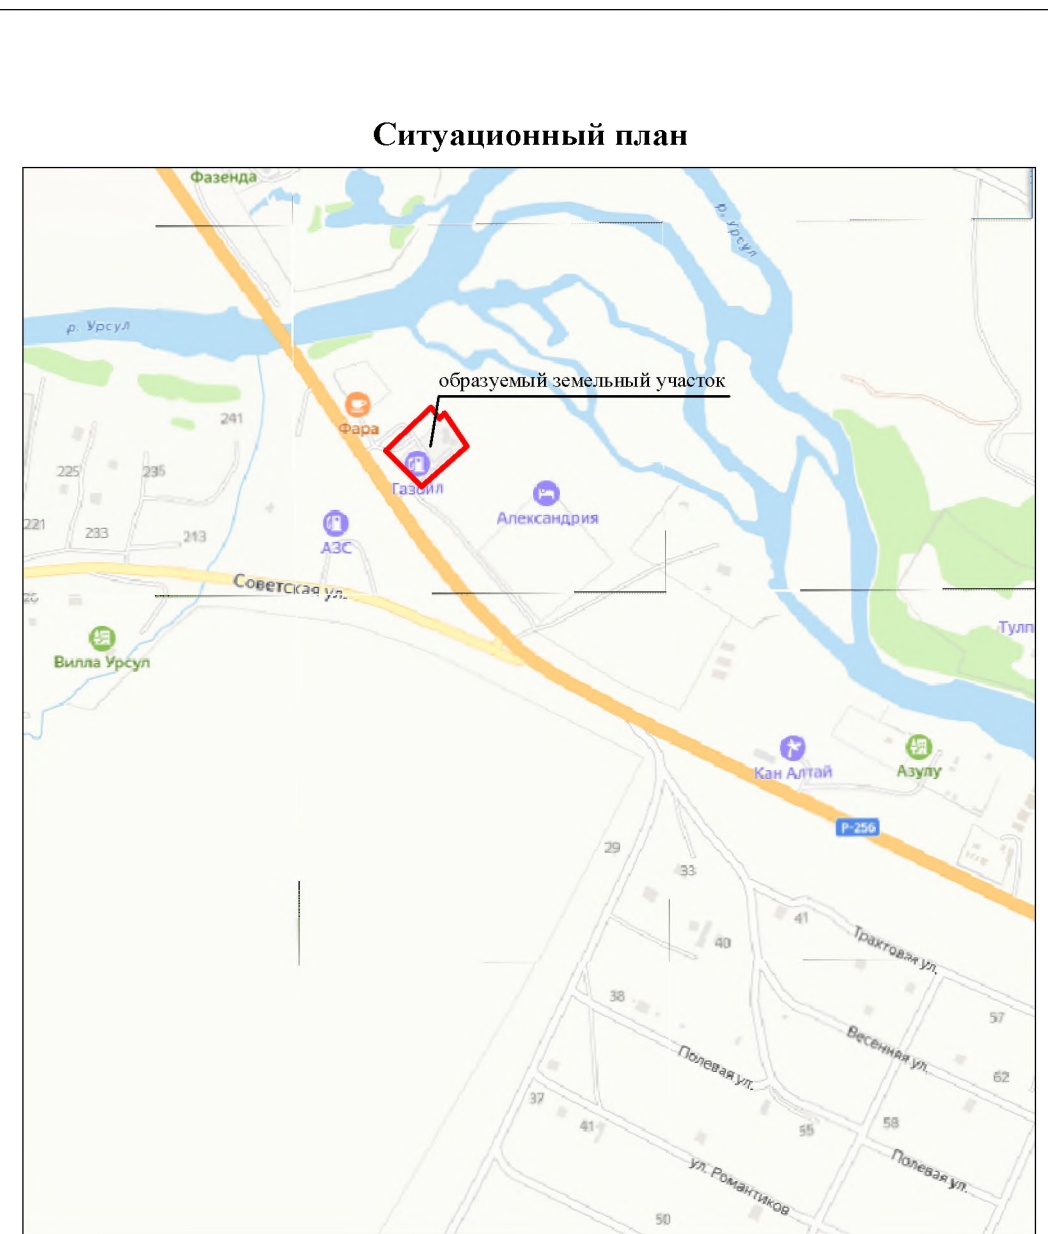 Ситуационный план
Фазенда
р. Урсул
р. Урсул
образуемый земельный участок
Фара
241
225
235
Газойл
Александрия
221
233
213
АЗС
Советская ул.
Вилла Урсул
Тулп
Кан Алтай
Азулу
Р-256
29
33
41
40
Трактовая ул.
38
57
Весенняя ул.
Полевая ул.
62
37
41
55
58
Полевая ул.
ул. Романтиков
50